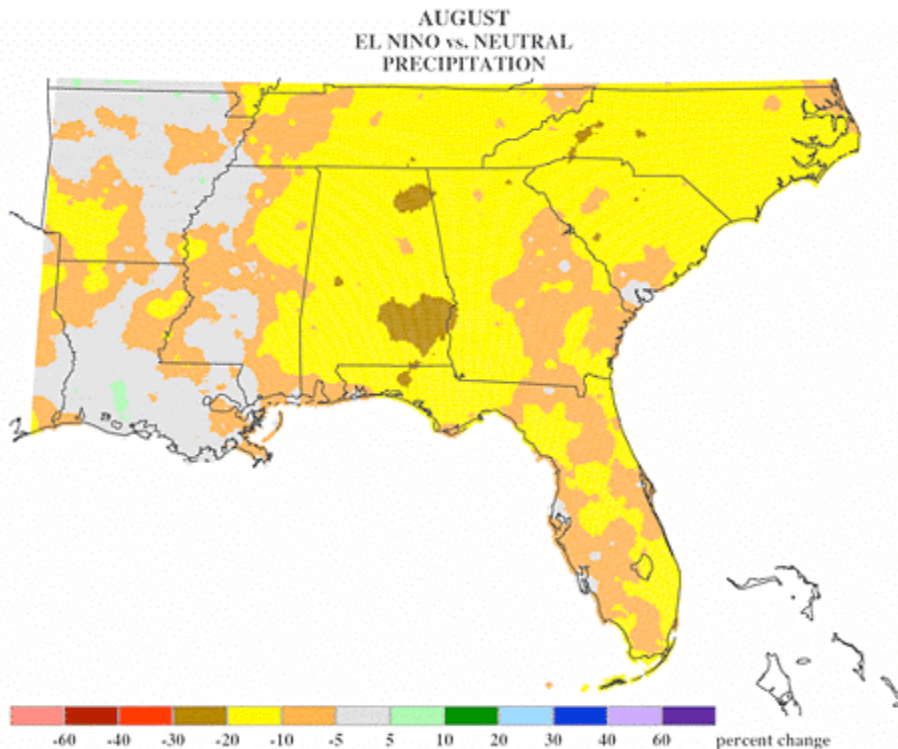 AUGUST
EL NINO vs. NEUTRAL
PRECIPITATION
-60 -40 -30 -20 -10 -5 5 10 20 30 40 60 percent change